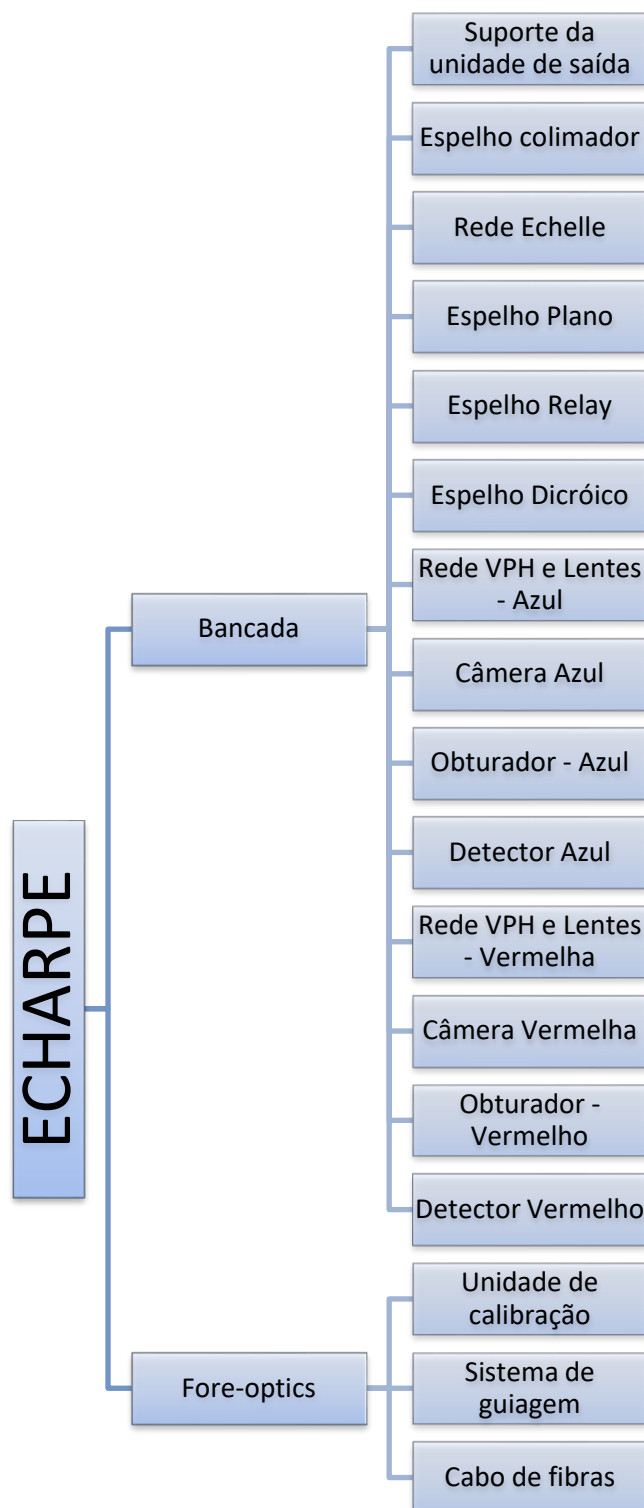 ECHARPE
Bancada
Suporte da
unidade de saída
Espelho colimador
Rede Echelle
Espelho Plano
Espelho Relay
Espelho Dicróico
Rede VPH e Lentes
- Azul
Câmera Azul
Obturador - Azul
Detector Azul
Rede VPH e Lentes
- Vermelha
Câmera Vermelha
Obturador -
Vermelho
Detector Vermelho
Fore-optics
Unidade de
calibração
Sistema de
guiagem
Cabo de fibras